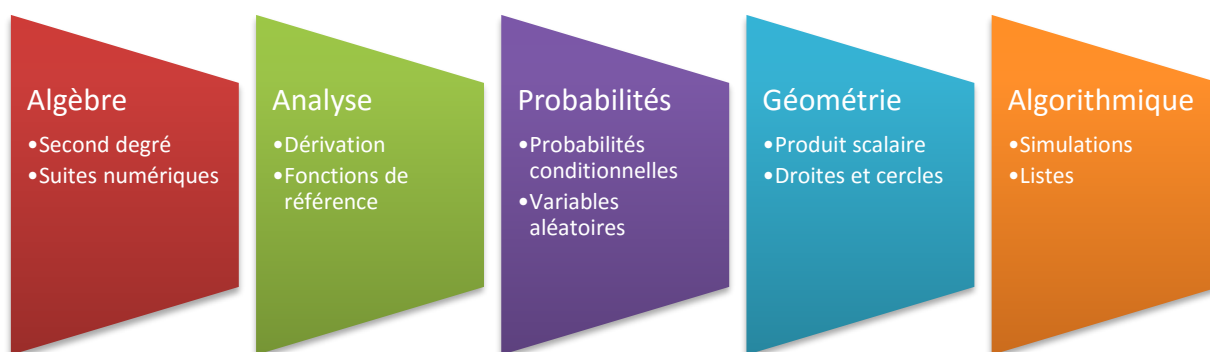 Algèbre
•Second degré
•Suites numériques
Analyse
•Dérivation
•Fonctions de
référence
Probabilités
•Probabilités
conditionnelles
•Variables
aléatoires
Géométrie
•Produit scalaire
•Droites et cercles
Algorithmique
•Simulations
•Listes